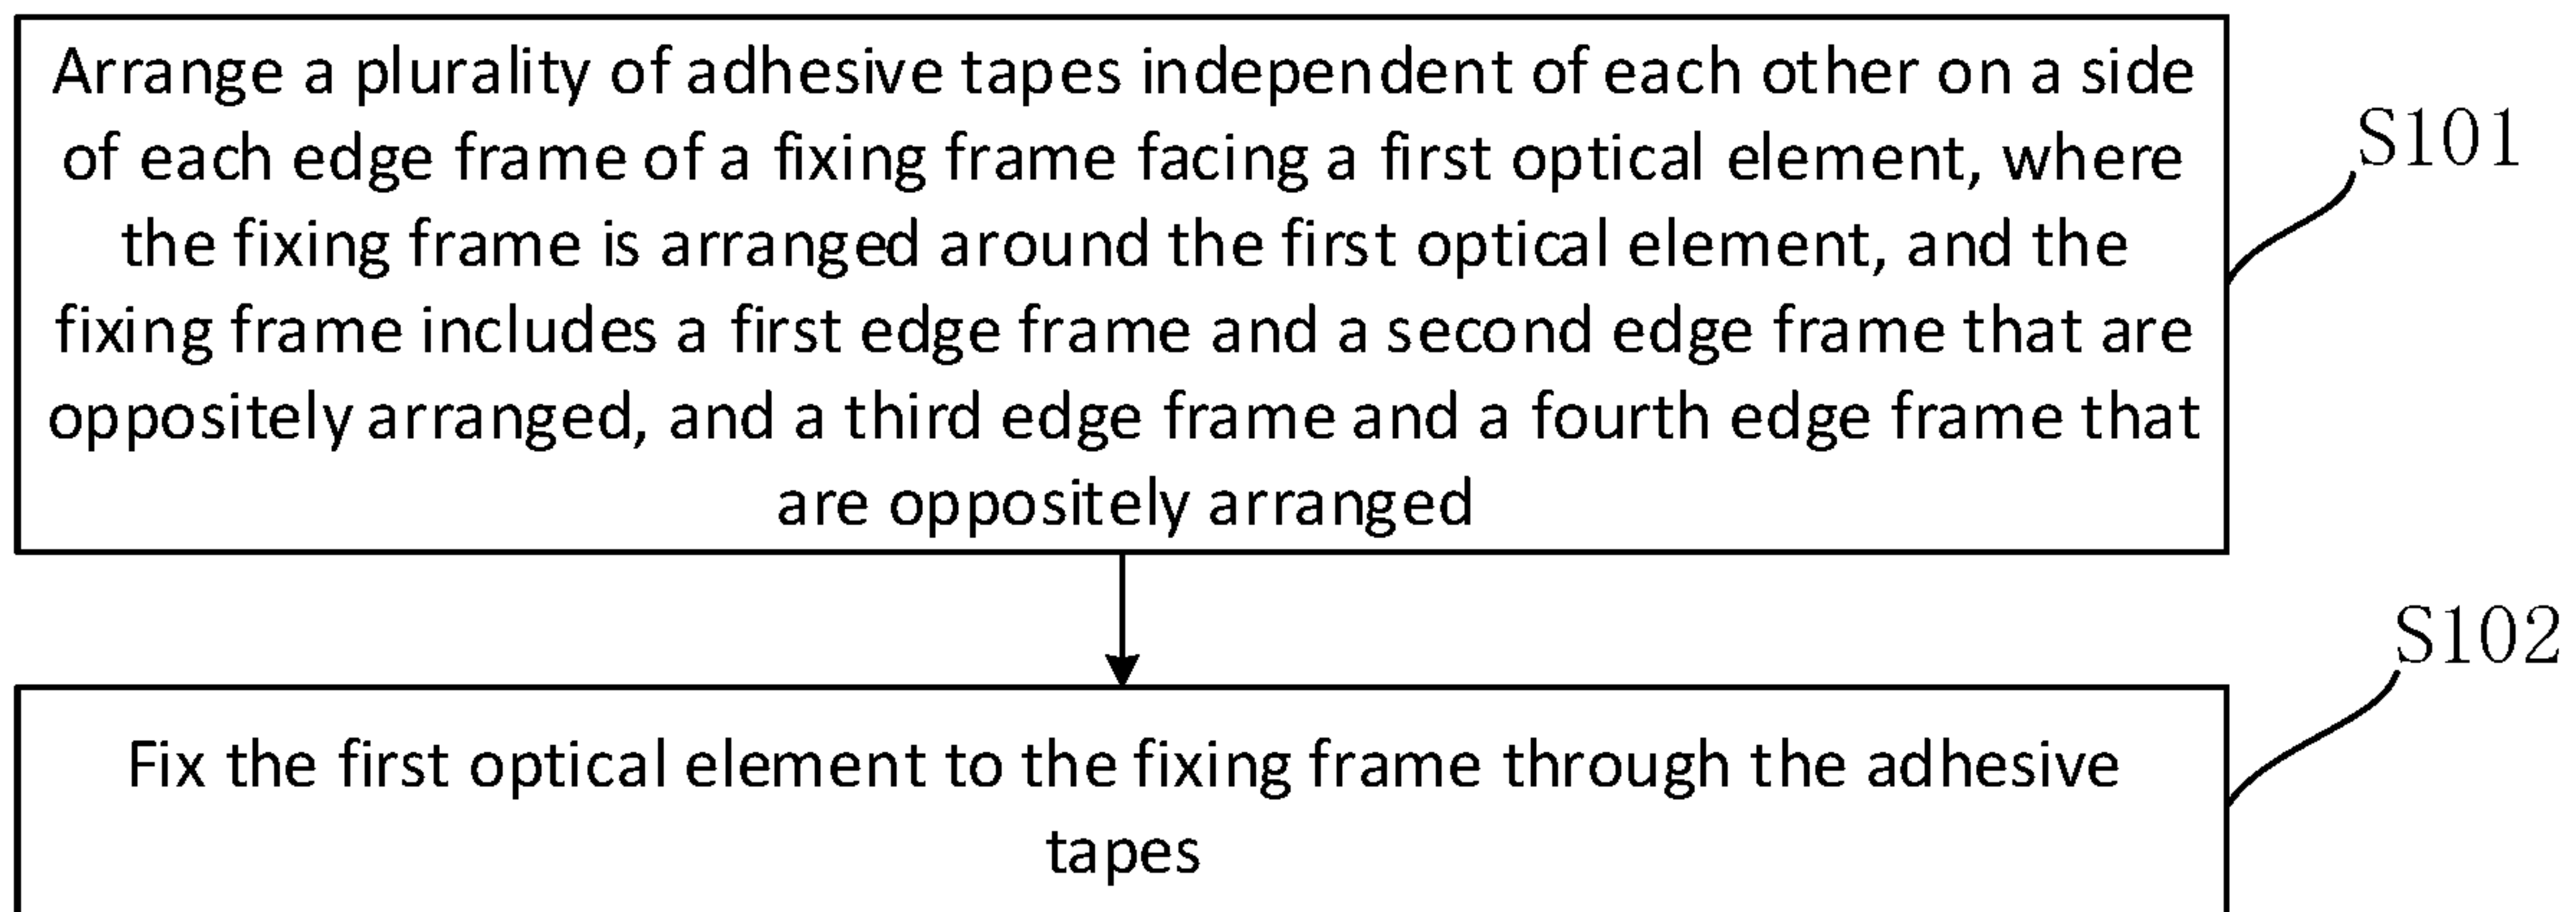 Arrange a plurality of adhesive tapes independent of each other on a side
of each edge frame of a fixing frame facing a first optical element, where
the fixing frame is arranged around the first optical element, and the
fixing frame includes a first edge frame and a second edge frame that are
oppositely arranged, and a third edge frame and a fourth edge frame that
are oppositely arranged
S101
Fix the first optical element to the fixing frame through the adhesive
tapes
S102